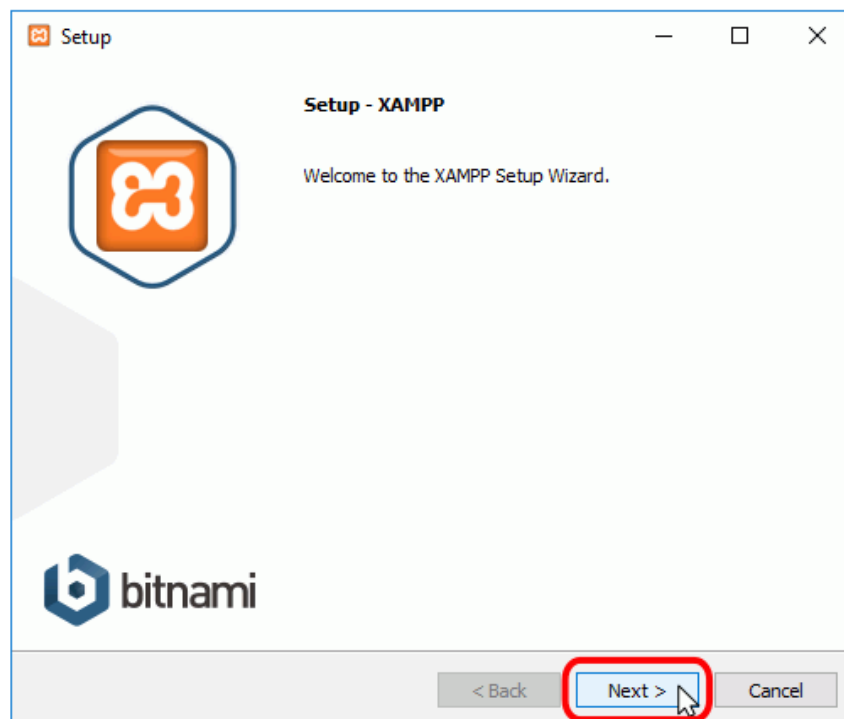 Setup
Setup - XAMPP
Welcome to the XAMPP Setup Wizard.
bitnami
< Back
Next >
Cancel